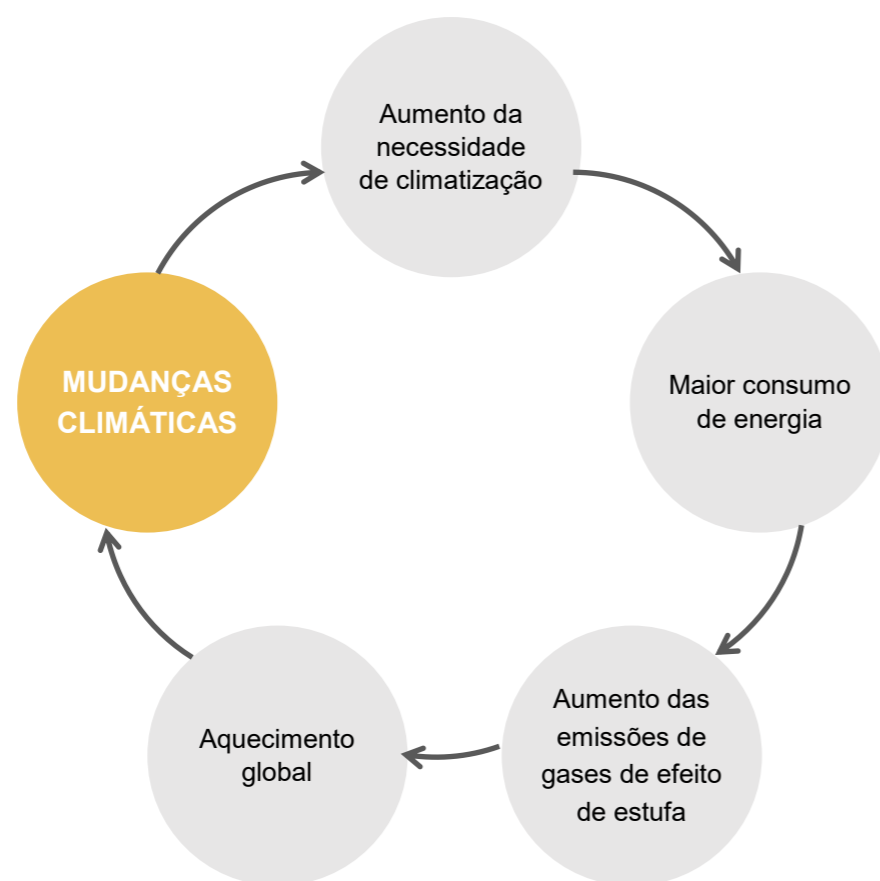 Aumento da
necessidade
de climatização
MUDANÇAS
CLIMÁTICAS
Maior consumo
de energia
Aumento das
emissões de
gases de efeito
de estufa
Aquecimento
global